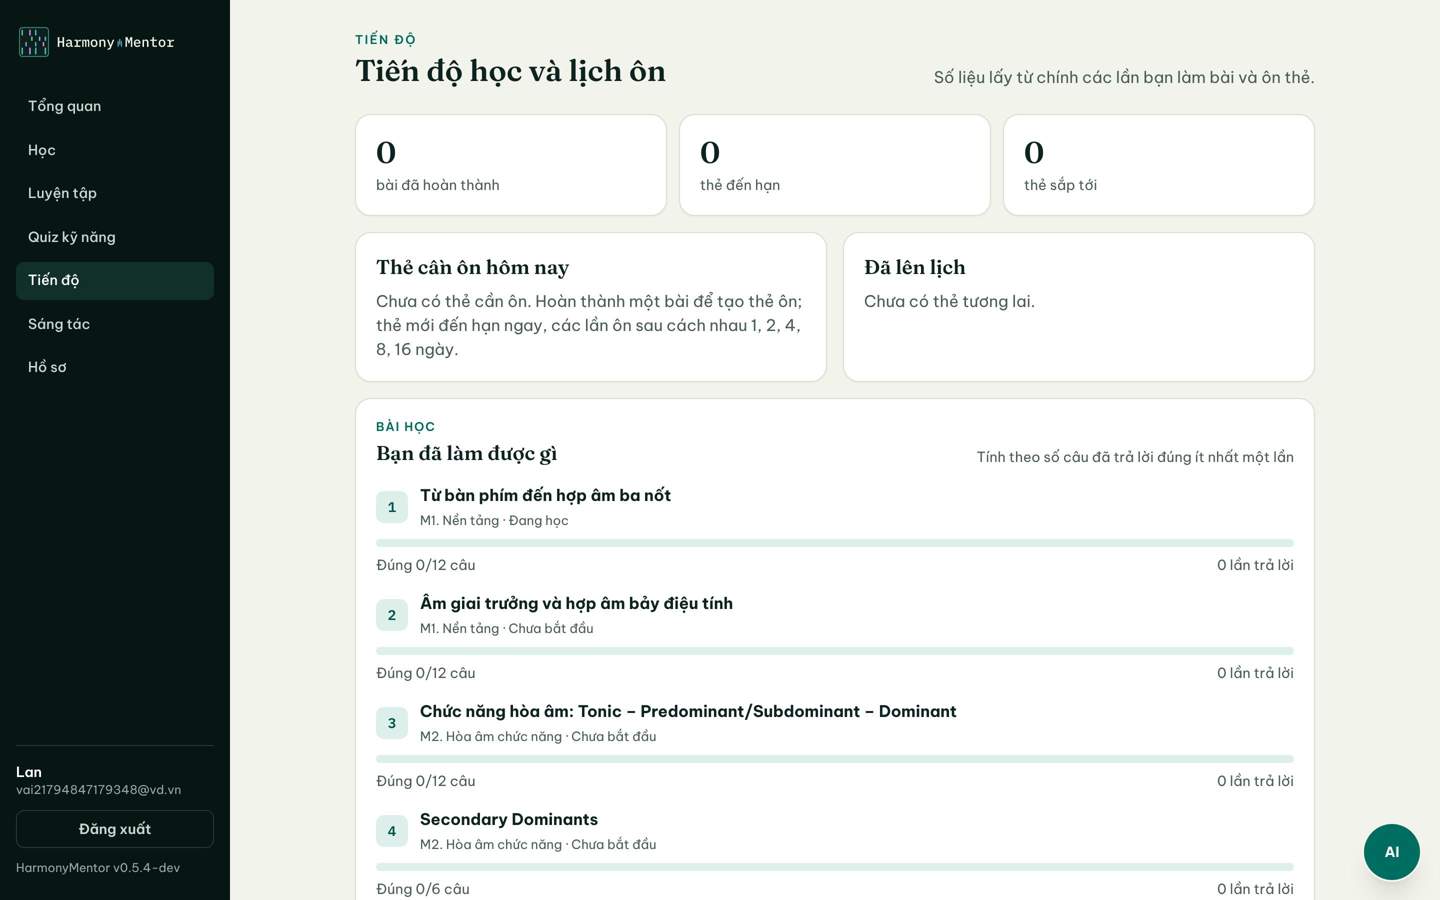 Harmony Mentor
Tổng quan
Học
Luyện tập
Quiz kỹ năng
Tiến độ
Sáng tác
Hồ sơ
Lan
vai21794847179348@vd.vn
Đăng xuất
HarmonyMentor v0.5.4-dev
TIẾN ĐỘ
Tiến độ học và lịch ôn
Số liệu lấy từ chính các lần bạn làm bài và ôn thẻ.
0
bài đã hoàn thành
0
thẻ đến hạn
0
thẻ sắp tới
Thẻ cần ôn hôm nay
Chưa có thẻ cần ôn. Hoàn thành một bài để tạo thẻ ôn;
thẻ mới đến hạn ngay, các lần ôn sau cách nhau 1, 2, 4,
8, 16 ngày.
Đã lên lịch
Chưa có thẻ tương lai.
BÀI HỌC
Bạn đã làm được gì
Tính theo số câu đã trả lời đúng ít nhất một lần
1
Từ bàn phím đến hợp âm ba nốt
M1. Nền tảng · Đang học
Đúng 0/12 câu
0 lần trả lời
2
Âm giai trưởng và hợp âm bảy điệu tính
M1. Nền tảng · Chưa bắt đầu
Đúng 0/12 câu
0 lần trả lời
3
Chức năng hòa âm: Tonic – Predominant/Subdominant – Dominant
M2. Hòa âm chức năng · Chưa bắt đầu
Đúng 0/12 câu
0 lần trả lời
4
Secondary Dominants
M2. Hòa âm chức năng · Chưa bắt đầu
Đúng 0/6 câu
0 lần trả lời
AI